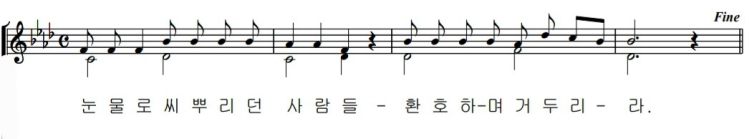 Fine
눈 물 로 씨 뿌 리 던 사 람 들 - 환 호 하-며 거 두 리 - 라.